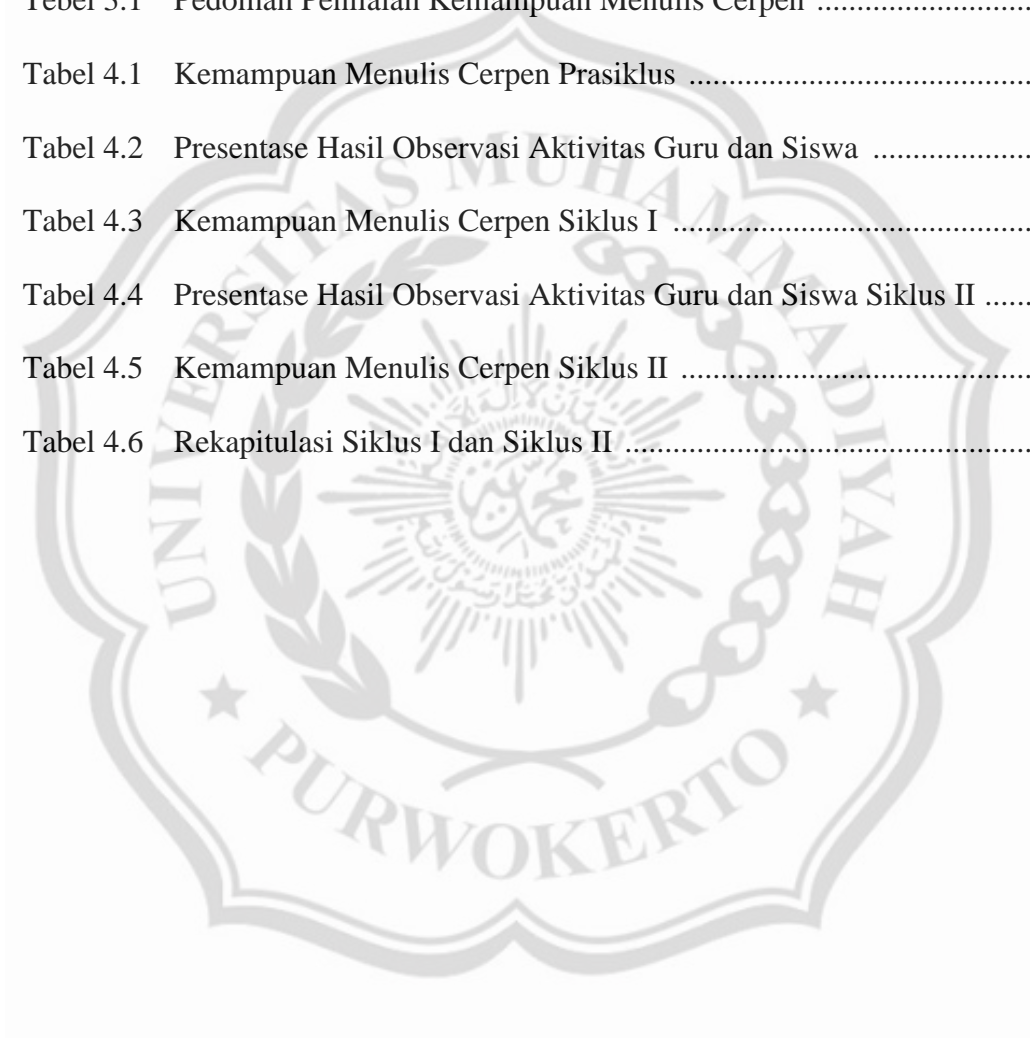 Tebel 3.1 Pedoman Penilaian Kemampuan Menulis Cerpen ..........................
Tabel 4.1 Kemampuan Menulis Cerpen Prasiklus .........................................
Tabel 4.2 Presentase Hasil Observasi Aktivitas Guru dan Siswa ...................
Tabel 4.3 Kemampuan Menulis Cerpen Siklus I ...........................................
Tabel 4.4 Presentase Hasil Observasi Aktivitas Guru dan Siswa Siklus II ......
Tabel 4.5 Kemampuan Menulis Cerpen Siklus II ..........................................
Tabel 4.6 Rekapitulasi Siklus I dan Siklus II ................................................
UNIVERSITAS MUHAMMADIYAH
PURWOKERTO